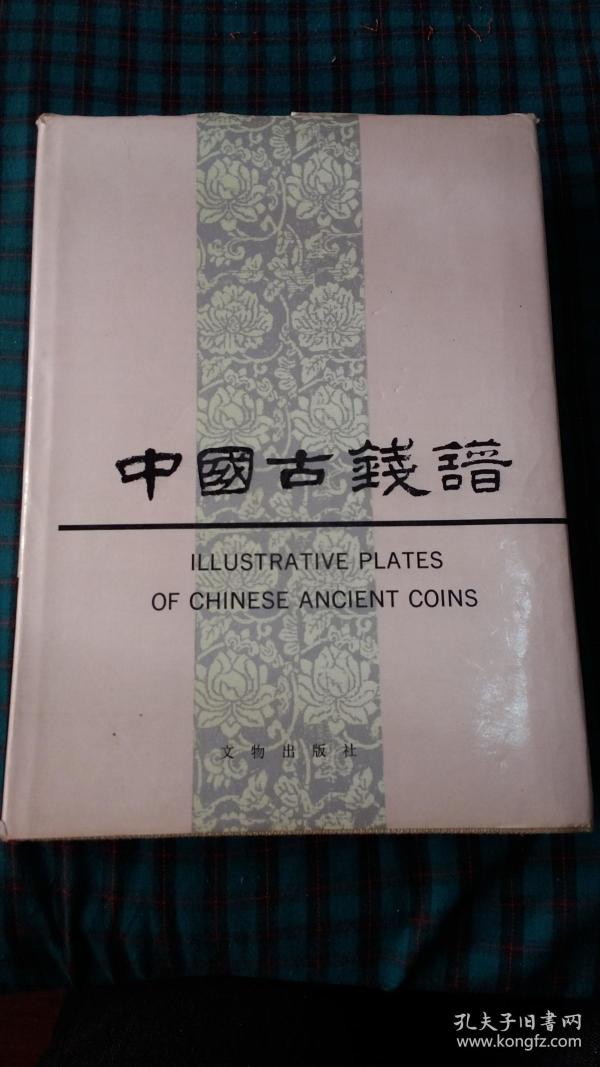 中國古錢譜
ILLUSTRATIVE PLATES
OF CHINESE ANCIENT COINS
文物出版社
孔夫子旧書网
www.kongfz.com